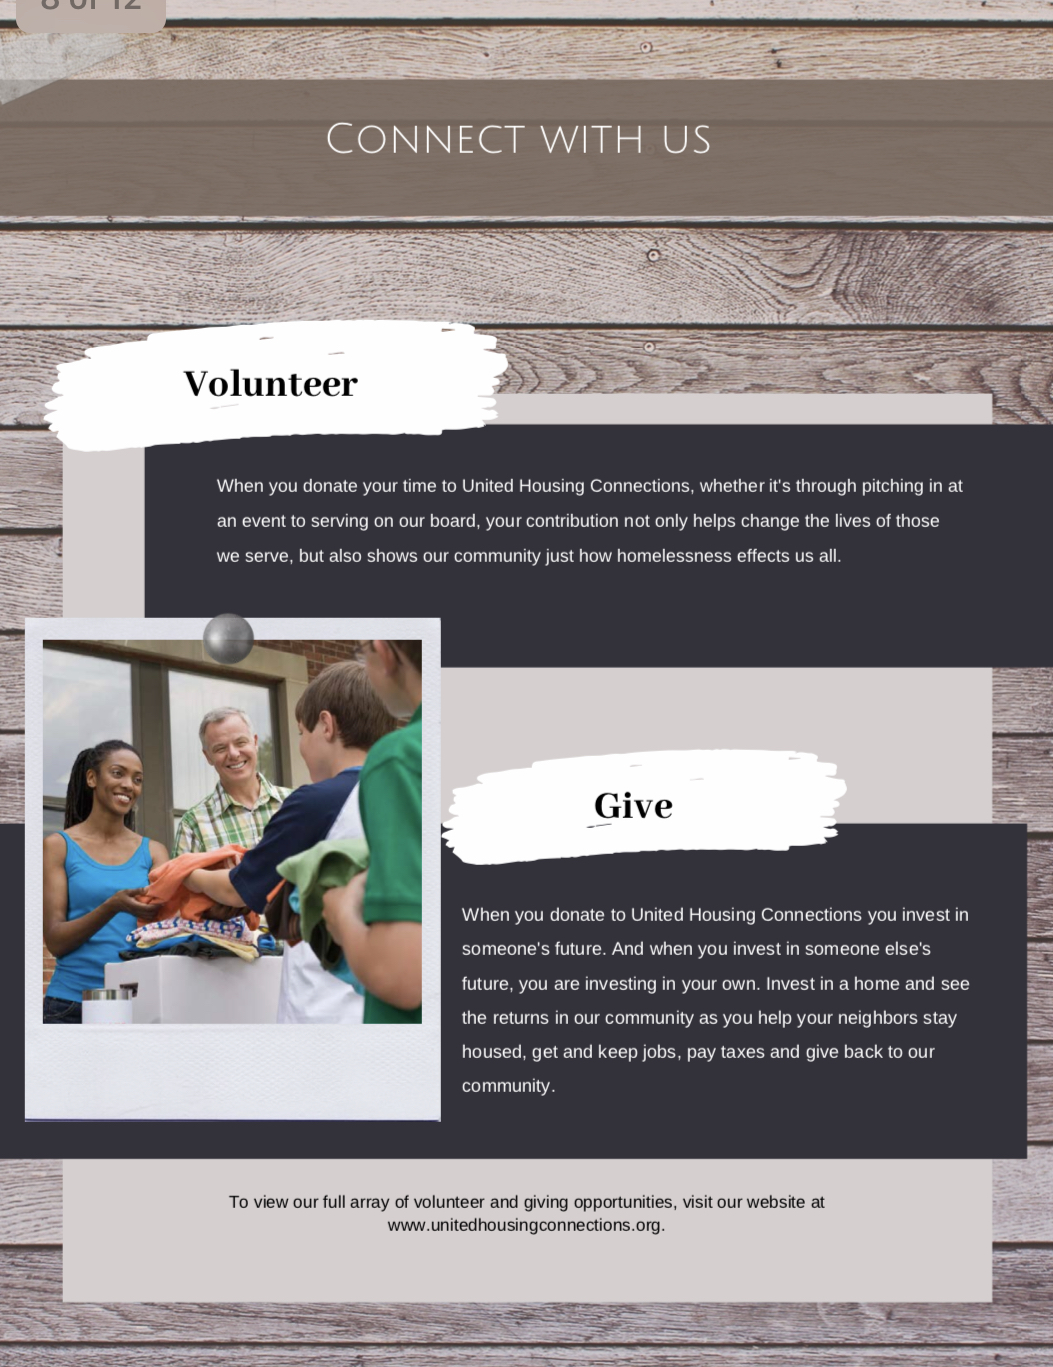 8 of 12
Connect with us
Volunteer
When you donate your time to United Housing Connections, whether it's through pitching in at
an event to serving on our board, your contribution not only helps change the lives of those
we serve, but also shows our community just how homelessness effects us all.
Give
When you donate to United Housing Connections you invest in
someone's future. And when you invest in someone else's
future, you are investing in your own. Invest in a home and see
the returns in our community as you help your neighbors stay
housed, get and keep jobs, pay taxes and give back to our
community.
To view our full array of volunteer and giving opportunities, visit our website at
www.unitedhousingconnections.org.